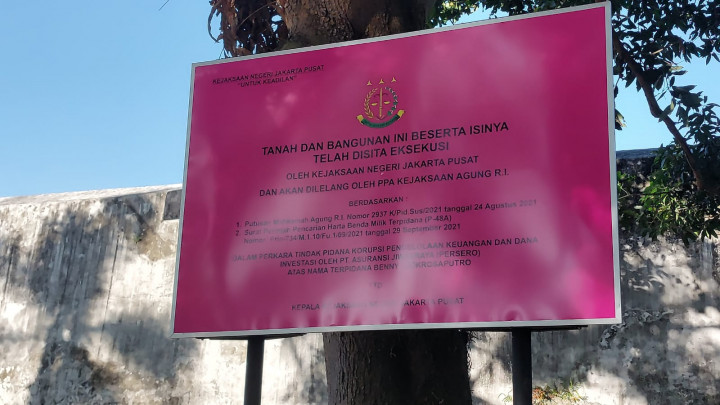 KEJAKSAAN NEGERI JAKARTA PUSAT
"UNTUK KEADILAN"
TANAH DAN BANGUNAN INI BESERTA ISINYA
TELAH DISITA EKSEKUSI
OLEH KEJAKSAAN NEGERI JAKARTA PUSAT
DAN AKAN DILELANG OLEH PPA KEJAKSAAN AGUNG R.I.
BERDASARKAN :
1. Putusan Mahkamah Agung R.I. Nomor 2937 K/Pid.Sus/2021 tanggal 24 Agustus 2021
2. Surat Perintah Pencarian Harta Benda Milik Terpidana (P-48A)
Nomor M.1.10/Fu.1/09/2021 tanggal 29 September 2021
DALAM PERKARA TINDAK PIDANA KORUPSI PENGELOLAAN KEUANGAN DAN DANA
INVESTASI OLEH PT. ASURANSI JIWASRAYA (PERSERO)
ATAS NAMA TERPIDANA BENNY TJOKROSAPUTRO
KEPALA KEJAKSAAN NEGERI JAKARTA PUSAT